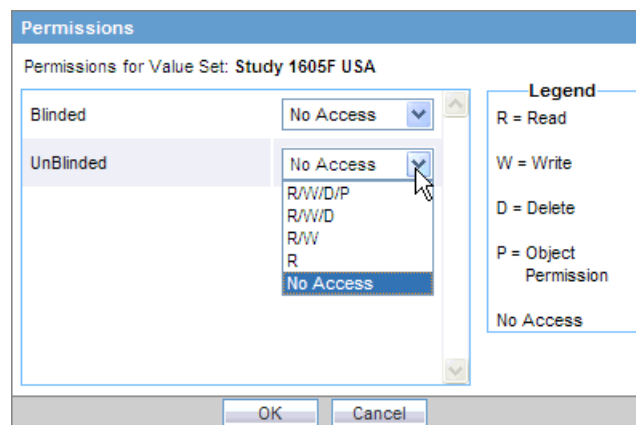 Permissions
Permissions for Value Set: Study 1605F USA
Blinded
No Access
UnBlinded
No Access
R/W/D/P
R/W/D
R/W
R
No Access
Legend
R = Read
W = Write
D = Delete
P = Object
Permission
No Access
OK
Cancel